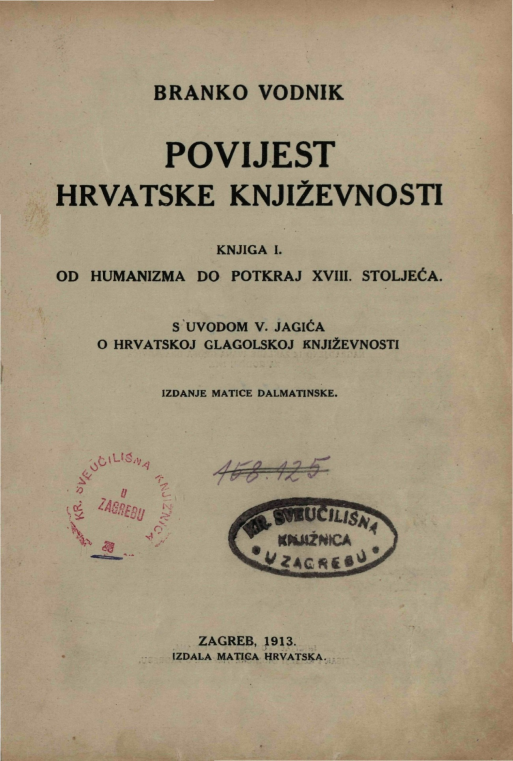 BRANKO VODNIK
POVIJEST
HRVATSKE KNJIŽEVNOSTI
KNJIGA I.
OD HUMANIZMA DO POTKRAJ XVIII. STOLJEĆA.
S UVODOM V. JAGIĆA
O HRVATSKOJ GLAGOLSKOJ KNJIŽEVNOSTI
IZDANJE MATICE DALMATINSKE.
KR. SVEUČILIŠNA KNJIŽNICA
U
ZAGREBU
158.125
KR. SVEUČILIŠNA
KNJIŽNICA
U ZAGREBU
ZAGREB, 1913.
IZDALA MATICA HRVATSKA.